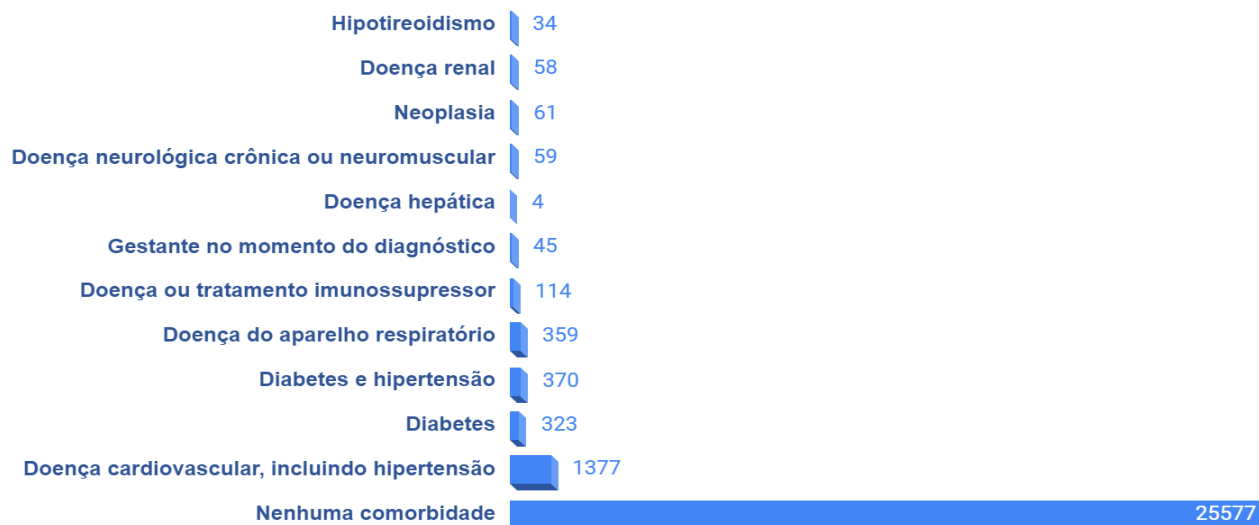 Hipotireoidismo 34
Doença renal 58
Neoplasia 61
Doença neurológica crônica ou neuromuscular 59
Doença hepática 4
Gestante no momento do diagnóstico 45
Doença ou tratamento imunossupressor 114
Doença do aparelho respiratório 359
Diabetes e hipertensão 370
Diabetes 323
Doença cardiovascular, incluindo hipertensão 1377
Nenhuma comorbidade 25577